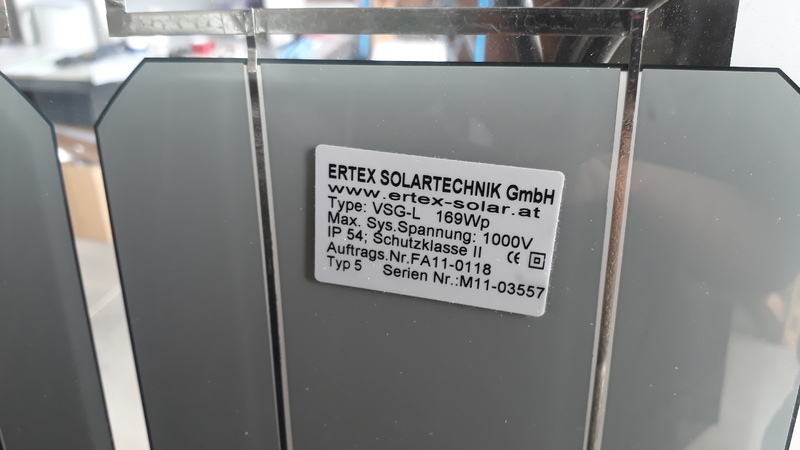 ERTEX SOLARTECHNIK GmbH
www.ertex-solar.at
Type: VSG-L 169Wp
Max. Sys.Spannung: 1000V
IP 54; Schutzklasse II CE
Auftrags.Nr.FA11-0118
Typ 5 Serien Nr.:M11-03557